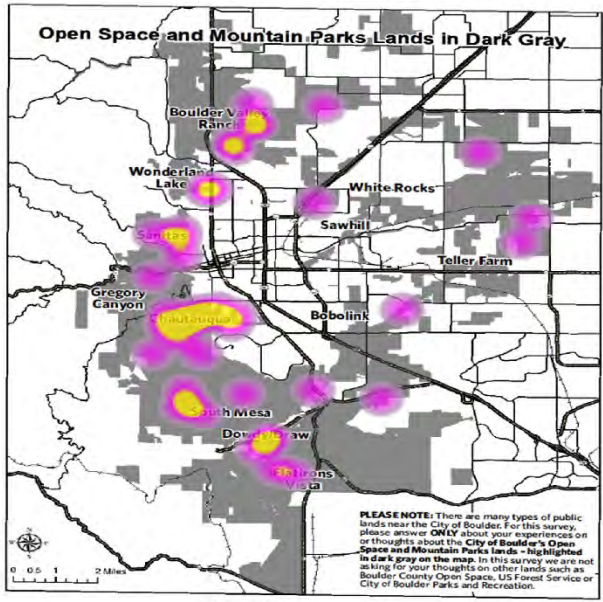 Open Space and Mountain Parks Lands in Dark Gray
Boulder Valley
Ranch
Wonderland
Lake
White Rocks
Sanitas
Sawhill
Teller Farm
Gregory
Canyon
Chautauqua
Bobolink
South Mesa
Dowdy Draw
Flatirons
Vista
PLEASE NOTE: There are many types of public
lands near the City of Boulder. For this survey,
please answer ONLY about your experiences on
or thoughts about the City of Boulder's Open
Space and Mountain Parks lands - highlighted
in dark gray on the map. In this survey we are not
asking for your thoughts on other lands such as
Boulder County Open Space, US Forest Service or
City of Boulder Parks and Recreation.
0 0.5 1 2 Miles